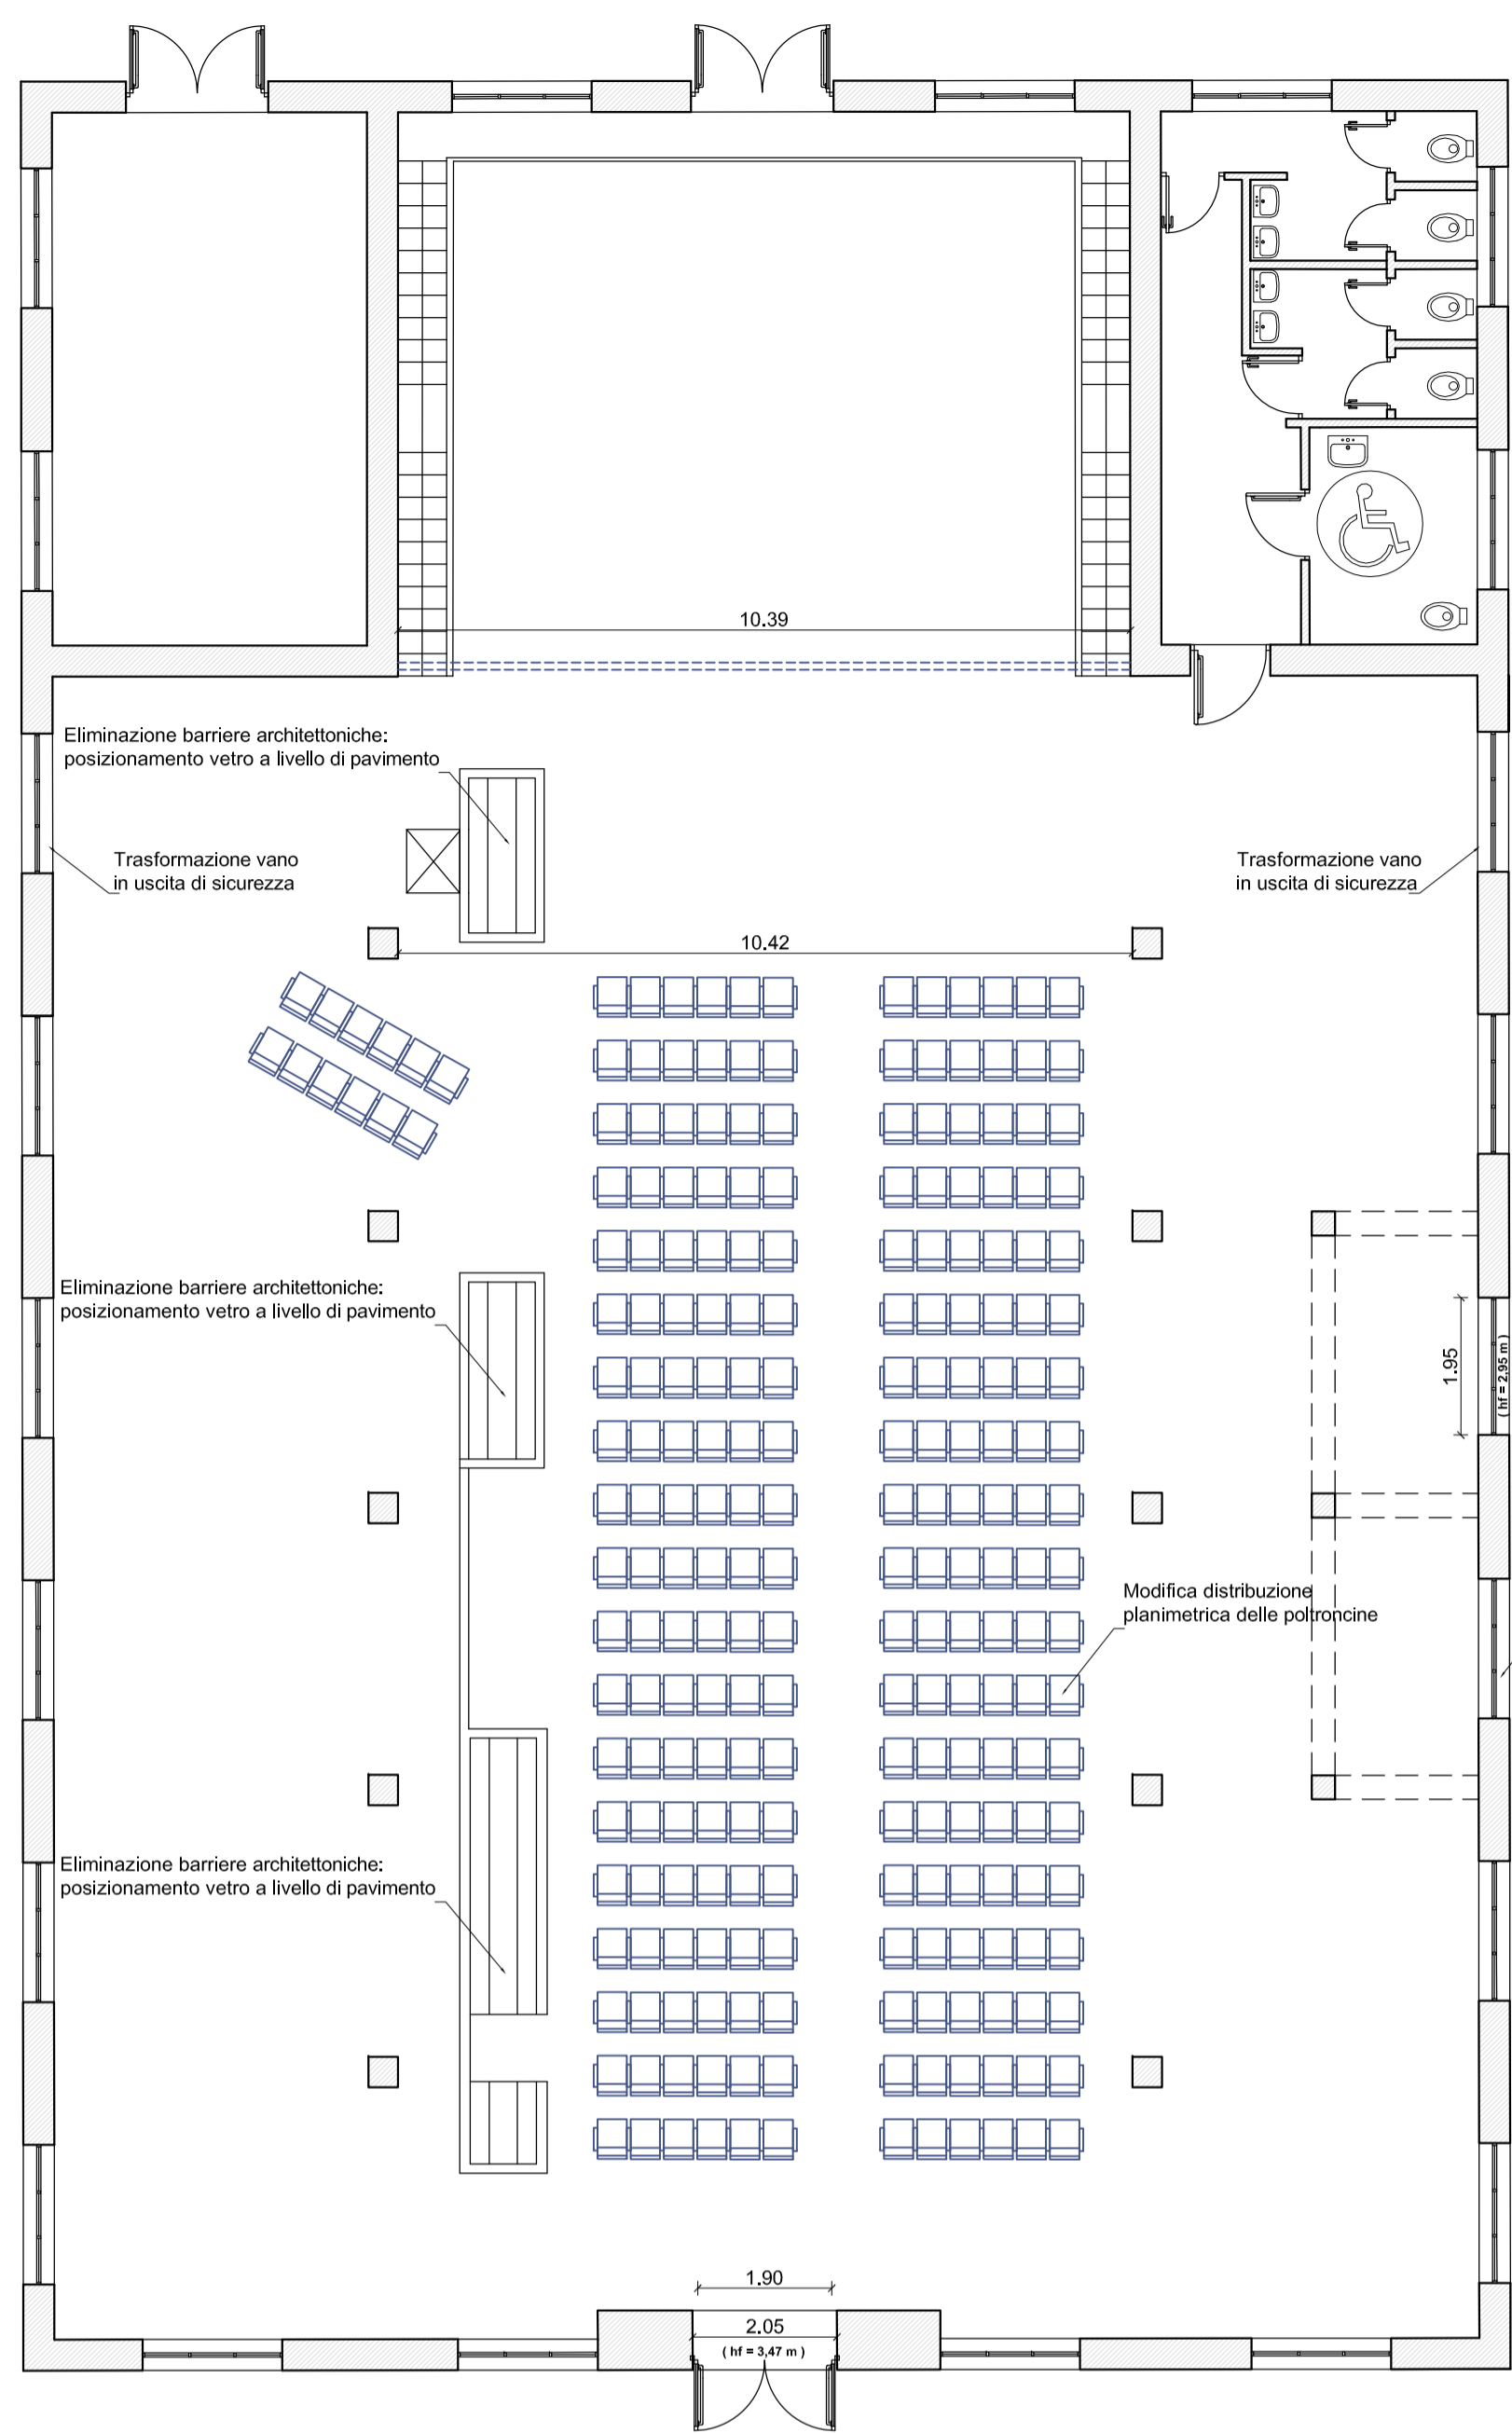 10.39
Eliminazione barriere architettoniche:
posizionamento vetro a livello di pavimento
Trasformazione vano
in uscita di sicurezza
Trasformazione vano
in uscita di sicurezza
10.42
Eliminazione barriere architettoniche:
posizionamento vetro a livello di pavimento
1.95
( hf = 2,95 m )
Modifica distribuzione
planimetrica delle poltroncine
Eliminazione barriere architettoniche:
posizionamento vetro a livello di pavimento
1.90
2.05
( hf = 3,47 m )